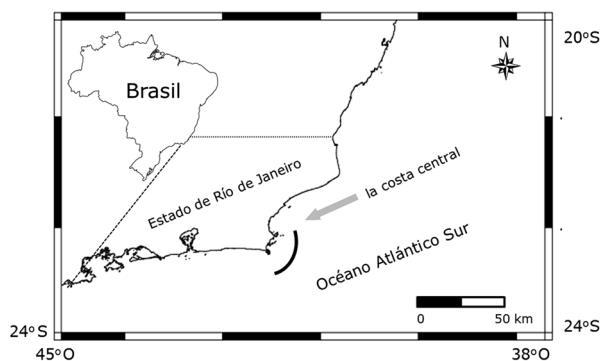 20°S
N
Brasil
Estado de Río de Janeiro
la costa central
Océano Atlántico Sur
0 50 km
24°S 24°S
45°O 38°O